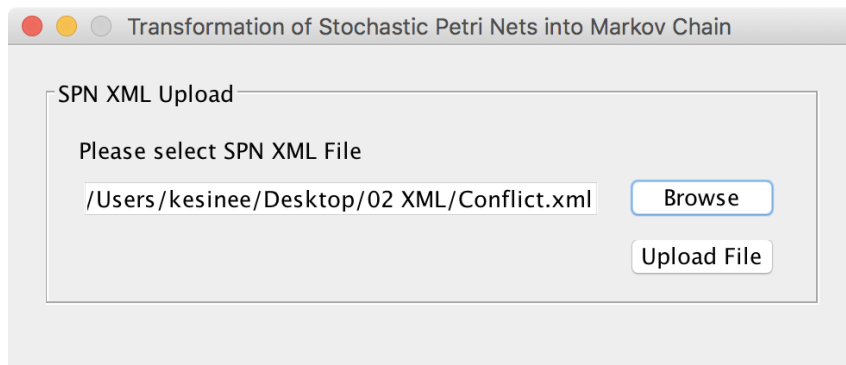 Transformation of Stochastic Petri Nets into Markov Chain
SPN XML Upload
Please select SPN XML File
/Users/kesinee/Desktop/02 XML/Conflict.xml
Browse
Upload File